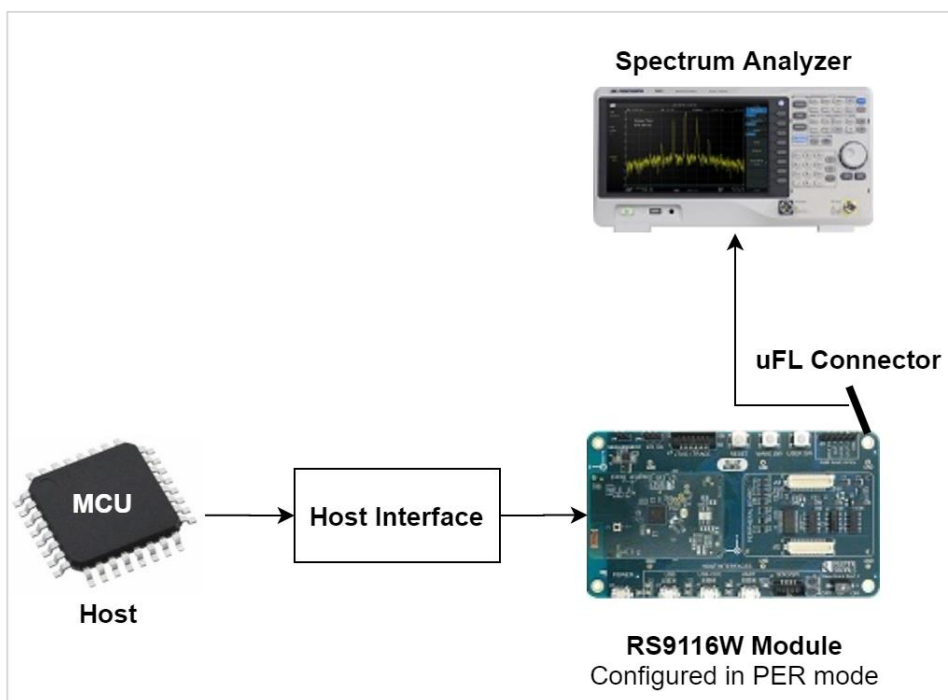 Spectrum Analyzer
uFL Connector
MCU
Host Interface
Host
RS9116W Module
Configured in PER mode